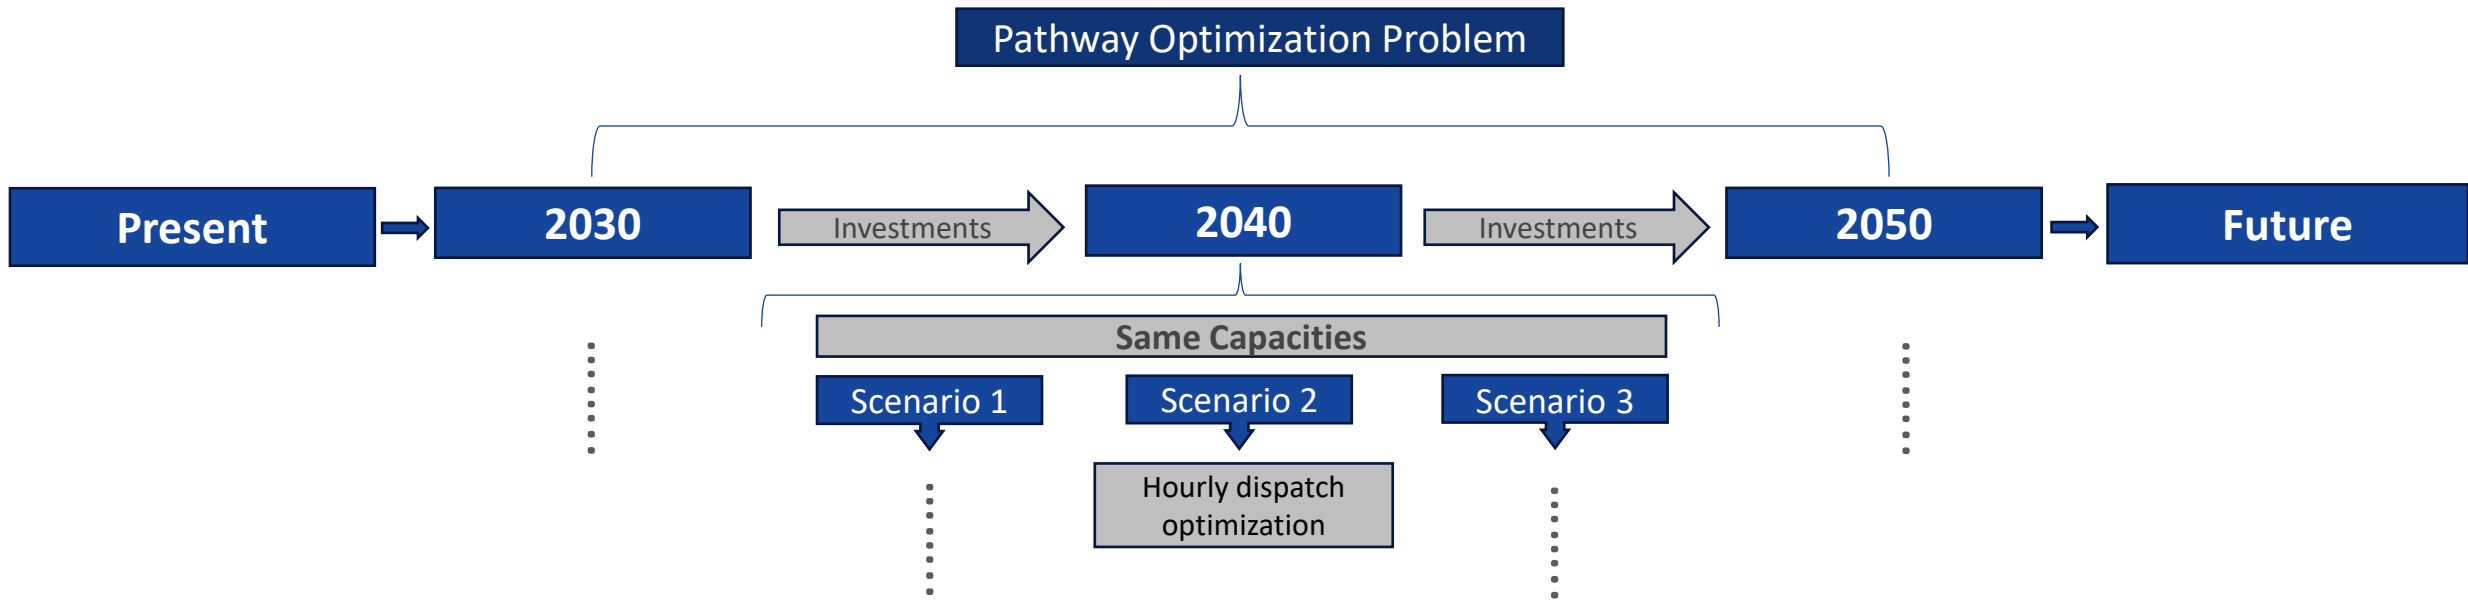 Pathway Optimization Problem
Present
2030
Investments
2040
Investments
2050
Future
Same Capacities
Scenario 1
Scenario 2
Scenario 3
Hourly dispatch
optimization